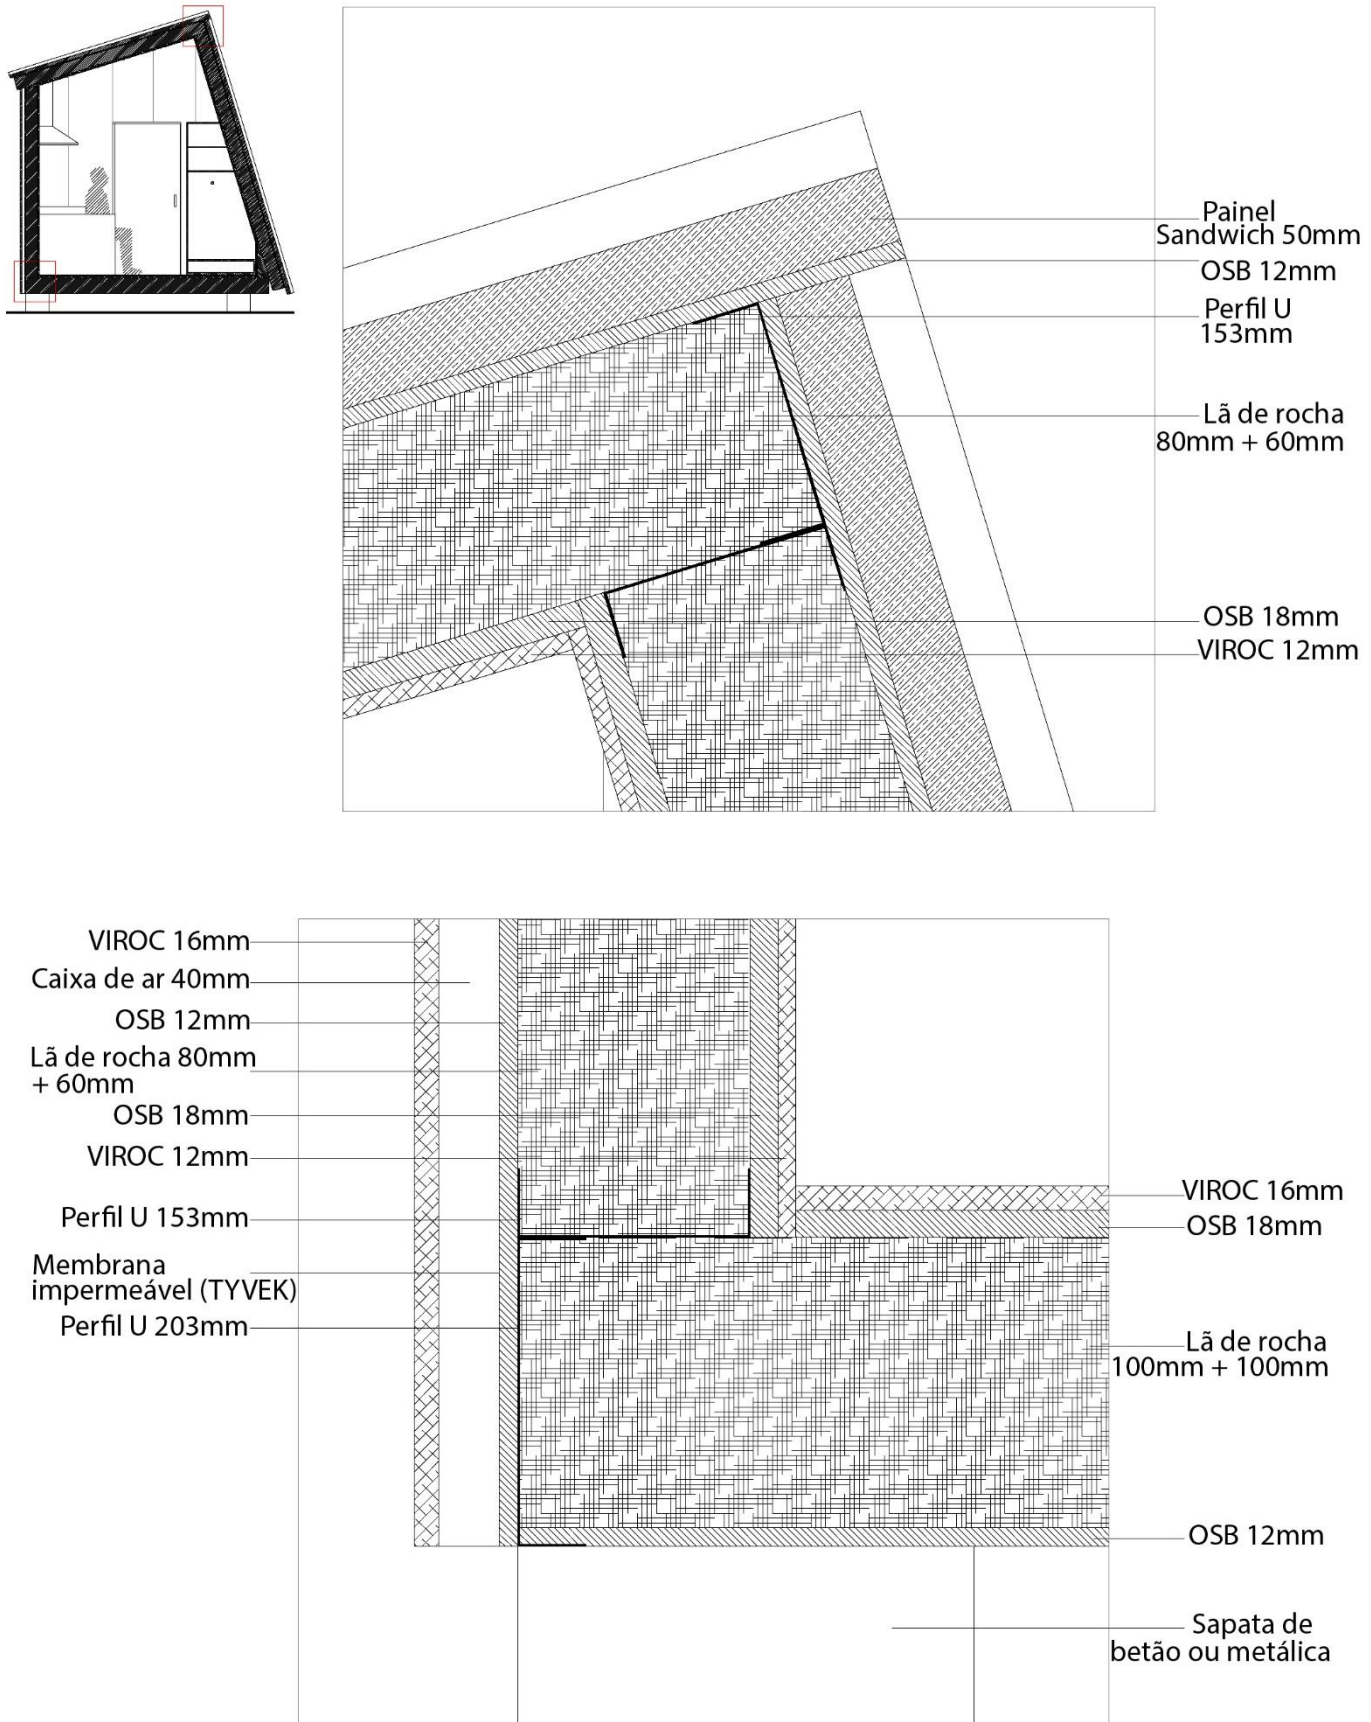 Painel
Sandwich 50mm
OSB 12mm
Perfil U
153mm
Lã de rocha
80mm + 60mm
OSB 18mm
VIROC 12mm
VIROC 16mm
Caixa de ar 40mm
OSB 12mm
Lã de rocha 80mm
+ 60mm
OSB 18mm
VIROC 12mm
Perfil U 153mm
Membrana
impermeável (TYVEK)
Perfil U 203mm
VIROC 16mm
OSB 18mm
Lã de rocha
100mm + 100mm
OSB 12mm
Sapata de
betão ou metálica